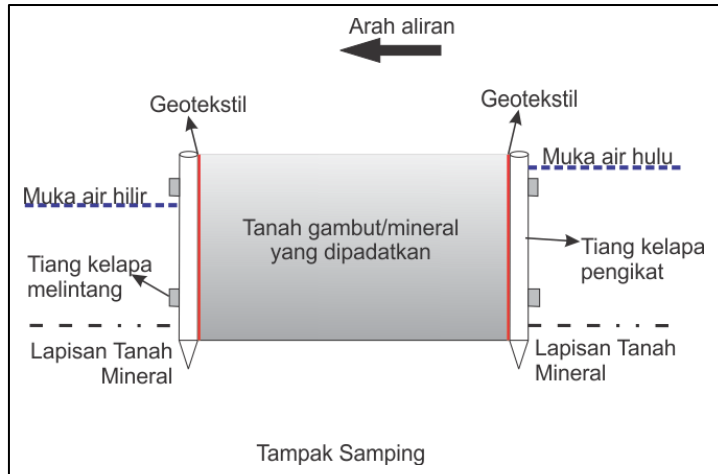 Arah aliran
Geotekstil
Geotekstil
Muka air hulu
Muka air hilir
Tanah gambut/mineral
yang dipadatkan
Tiang kelapa
melintang
Tiang kelapa
pengikat
Lapisan Tanah
Mineral
Lapisan Tanah
Mineral
Tampak Samping